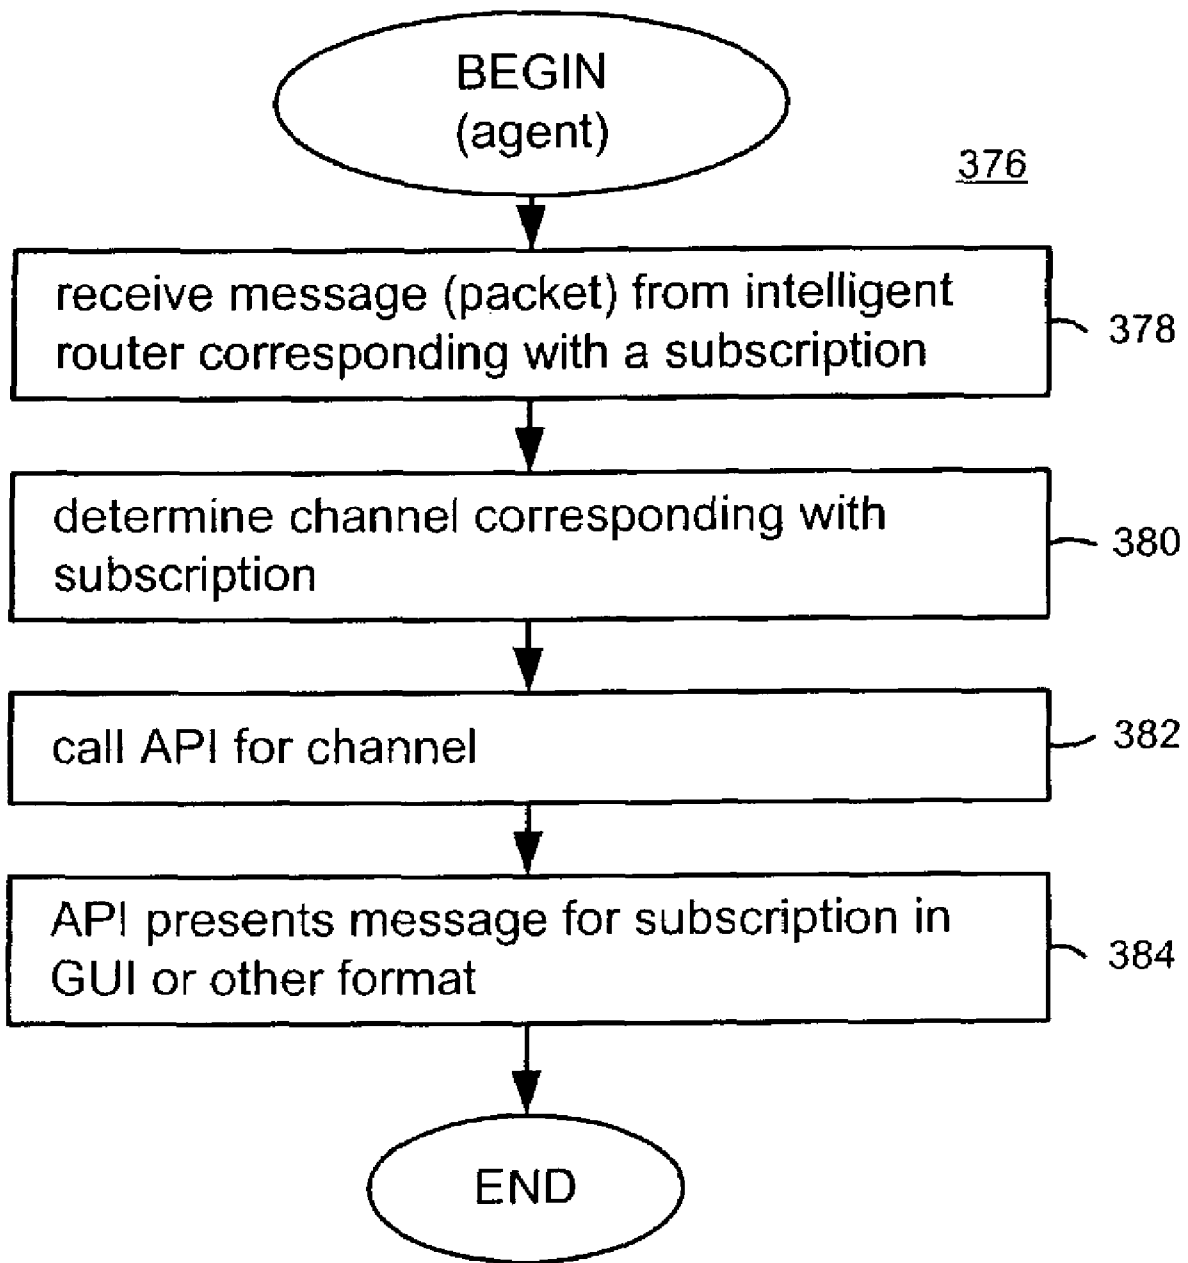 BEGIN
(agent)
376
receive message (packet) from intelligent
router corresponding with a subscription
378
determine channel corresponding with
subscription
380
call API for channel
382
API presents message for subscription in
GUI or other format
384
END